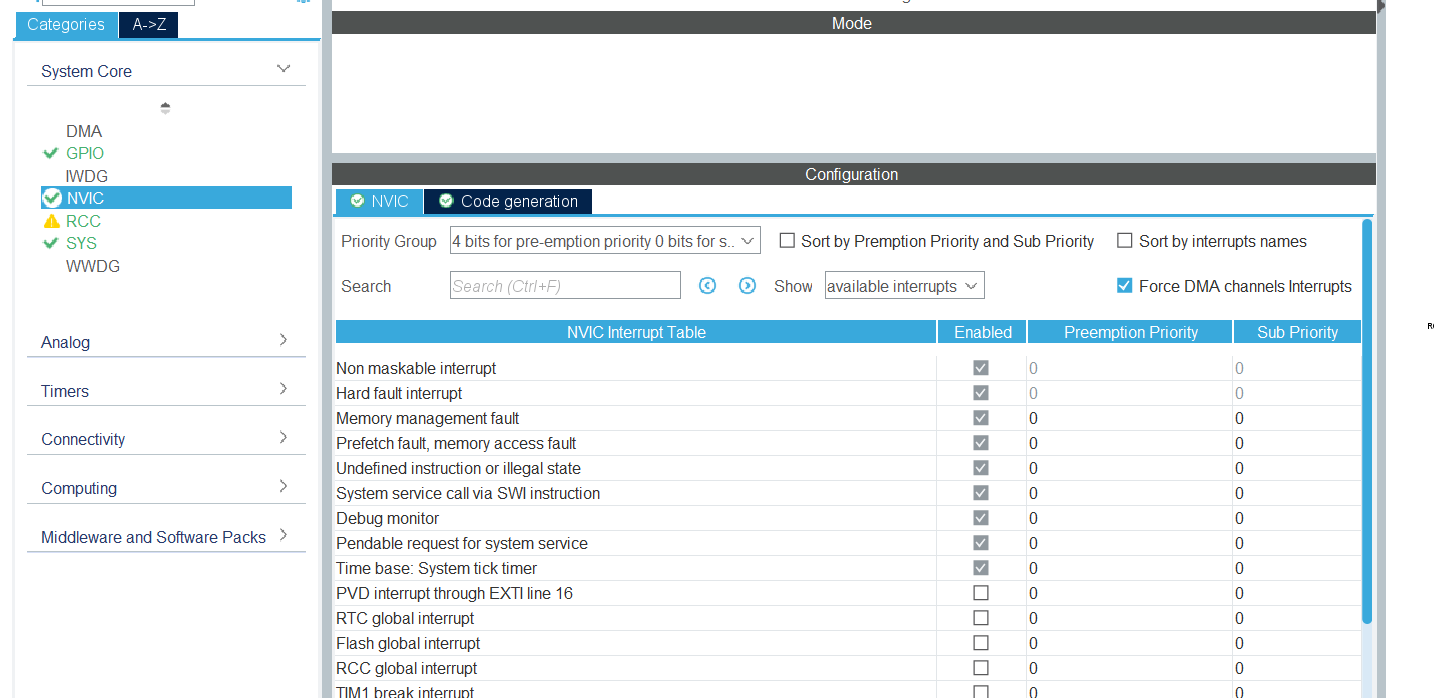 Categories A->Z
System Core
DMA
GPIO
IWDG
NVIC
RCC
SYS
WWDG
Analog
Timers
Connectivity
Computing
Middleware and Software Packs
Mode
Configuration
NVIC Code generation
Priority Group 4 bits for pre-emption priority 0 bits for s.. Sort by Premption Priority and Sub Priority Sort by interrupts names
Search Search (Ctrl+F) Show available interrupts Force DMA channels Interrupts
NVIC Interrupt Table Enabled Preemption Priority Sub Priority
Non maskable interrupt 0 0
Hard fault interrupt 0 0
Memory management fault 0 0
Prefetch fault, memory access fault 0 0
Undefined instruction or illegal state 0 0
System service call via SWI instruction 0 0
Debug monitor 0 0
Pendable request for system service 0 0
Time base: System tick timer 0 0
PVD interrupt through EXTI line 16 0 0
RTC global interrupt 0 0
Flash global interrupt 0 0
RCC global interrupt 0 0
TIM1 break interrupt 0 0